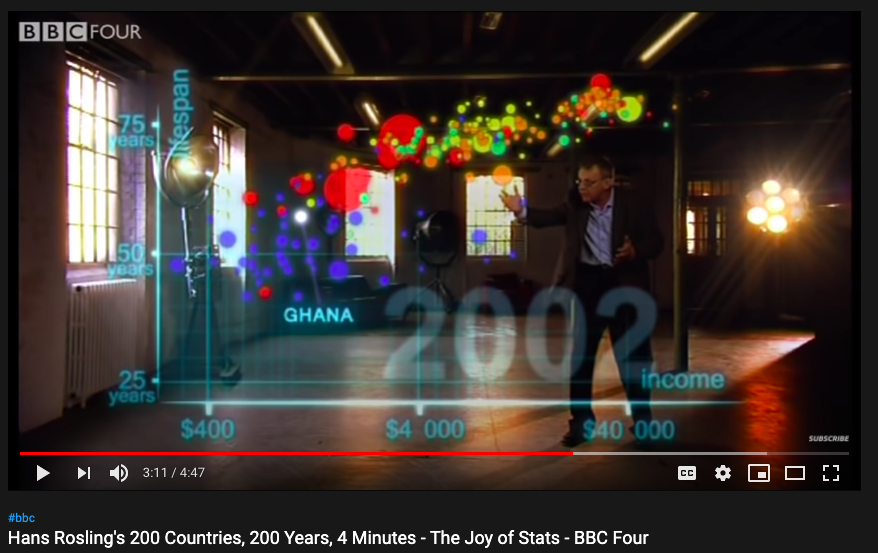 BBC FOUR
lifespan
75
years
50
years
GHANA
2002
25
years
income
$400
$4 000
$40 000
SUBSCRIBE
3:11 / 4:47
CC
#bbc
Hans Rosling's 200 Countries, 200 Years, 4 Minutes - The Joy of Stats - BBC Four